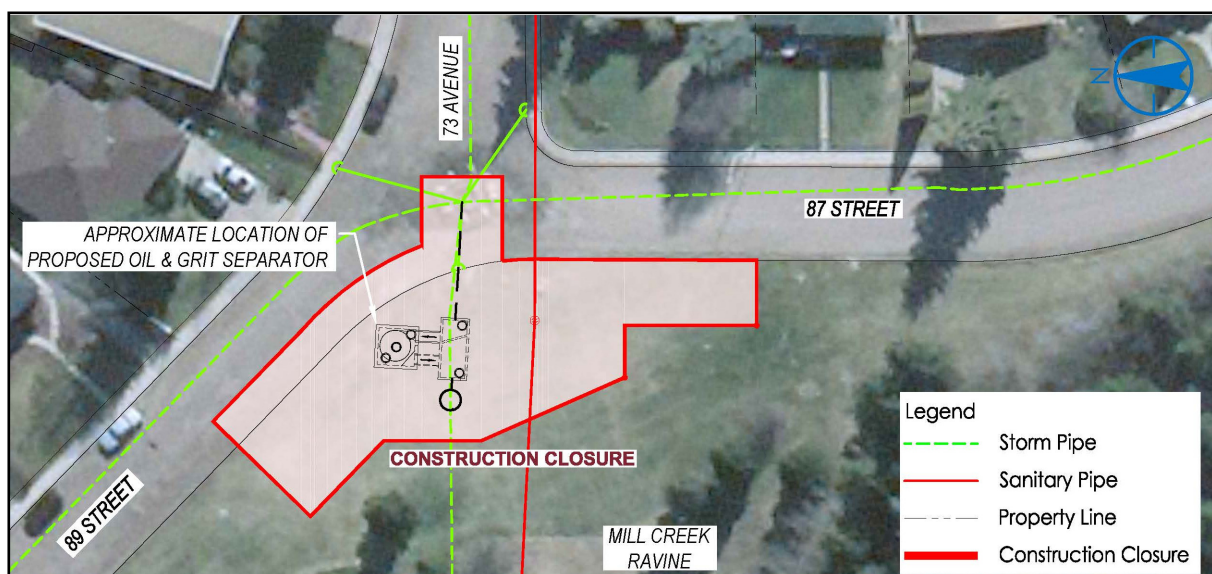 73 AVENUE
N
87 STREET
APPROXIMATE LOCATION OF
PROPOSED OIL & GRIT SEPARATOR
CONSTRUCTION CLOSURE
89 STREET
MILL CREEK
RAVINE
Legend
Storm Pipe
Sanitary Pipe
Property Line
Construction Closure